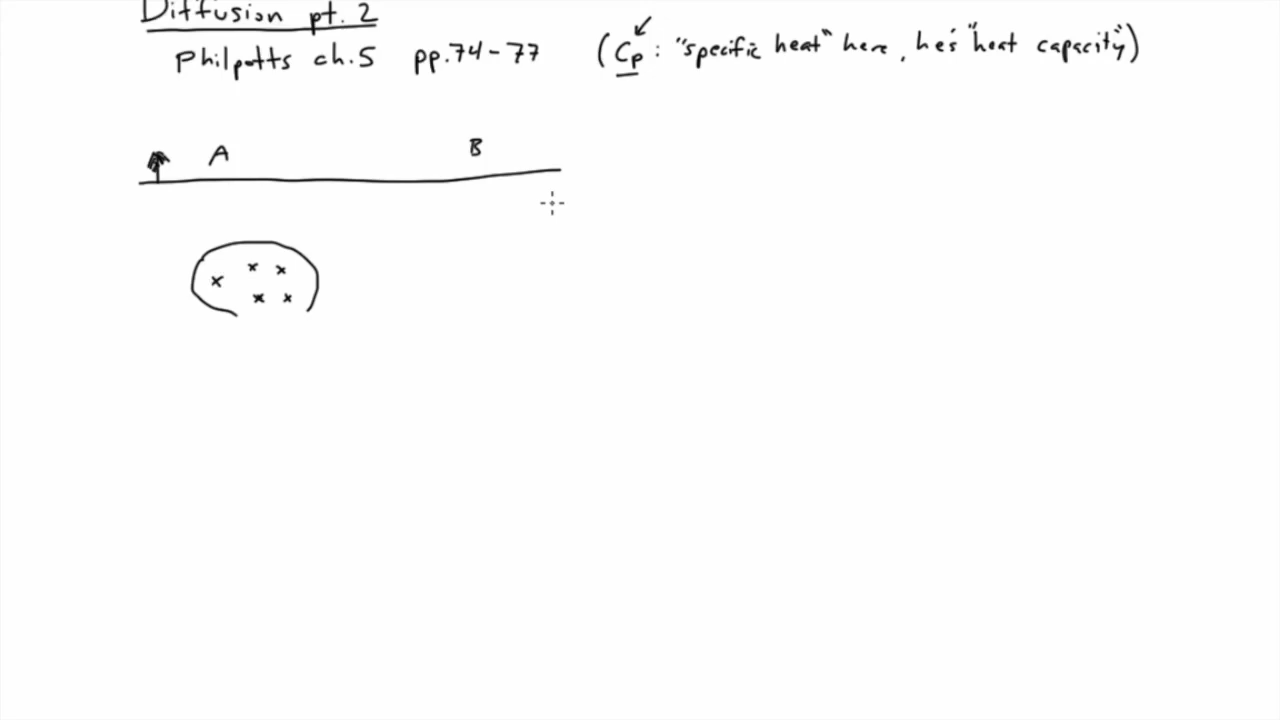 Diffusion pt. 2
Philpotts ch.5 pp.74-77 (Cp : "specific heat" here, he's "heat capacity")
A B
x x x
x x